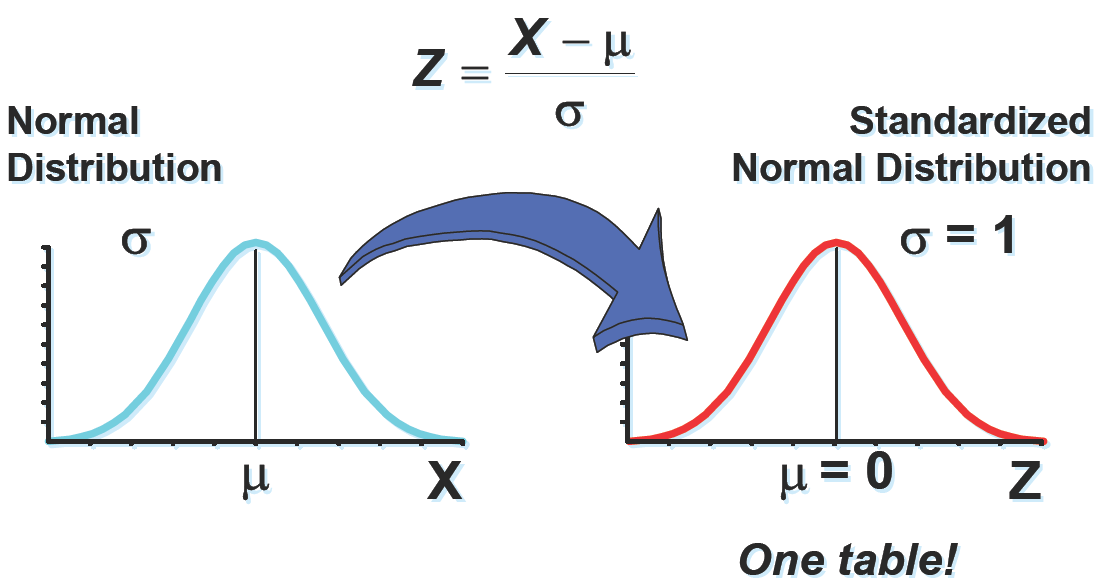 Z = X − μ / σ
Normal
Distribution
Standardized
Normal Distribution
σ
σ = 1
μ
X
μ = 0
Z
One table!